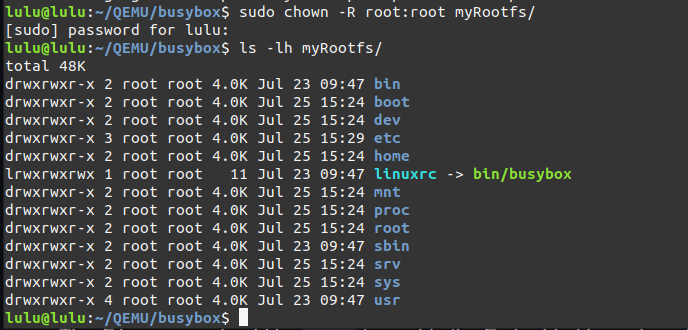 lulu@lulu:~/QEMU/busybox$ sudo chown -R root:root myRootfs/
[sudo] password for lulu:
lulu@lulu:~/QEMU/busybox$ ls -lh myRootfs/
total 48K
drwxrwxr-x 2 root root 4.0K Jul 23 09:47 bin
drwxrwxr-x 2 root root 4.0K Jul 25 15:24 boot
drwxrwxr-x 2 root root 4.0K Jul 25 15:24 dev
drwxrwxr-x 3 root root 4.0K Jul 25 15:29 etc
drwxrwxr-x 2 root root 4.0K Jul 25 15:24 home
lrwxrwxrwx 1 root root   11 Jul 23 09:47 linuxrc -> bin/busybox
drwxrwxr-x 2 root root 4.0K Jul 25 15:24 mnt
drwxrwxr-x 2 root root 4.0K Jul 25 15:24 proc
drwxrwxr-x 2 root root 4.0K Jul 25 15:24 root
drwxrwxr-x 2 root root 4.0K Jul 23 09:47 sbin
drwxrwxr-x 2 root root 4.0K Jul 25 15:24 srv
drwxrwxr-x 2 root root 4.0K Jul 25 15:24 sys
drwxrwxr-x 4 root root 4.0K Jul 23 09:47 usr
lulu@lulu:~/QEMU/busybox$